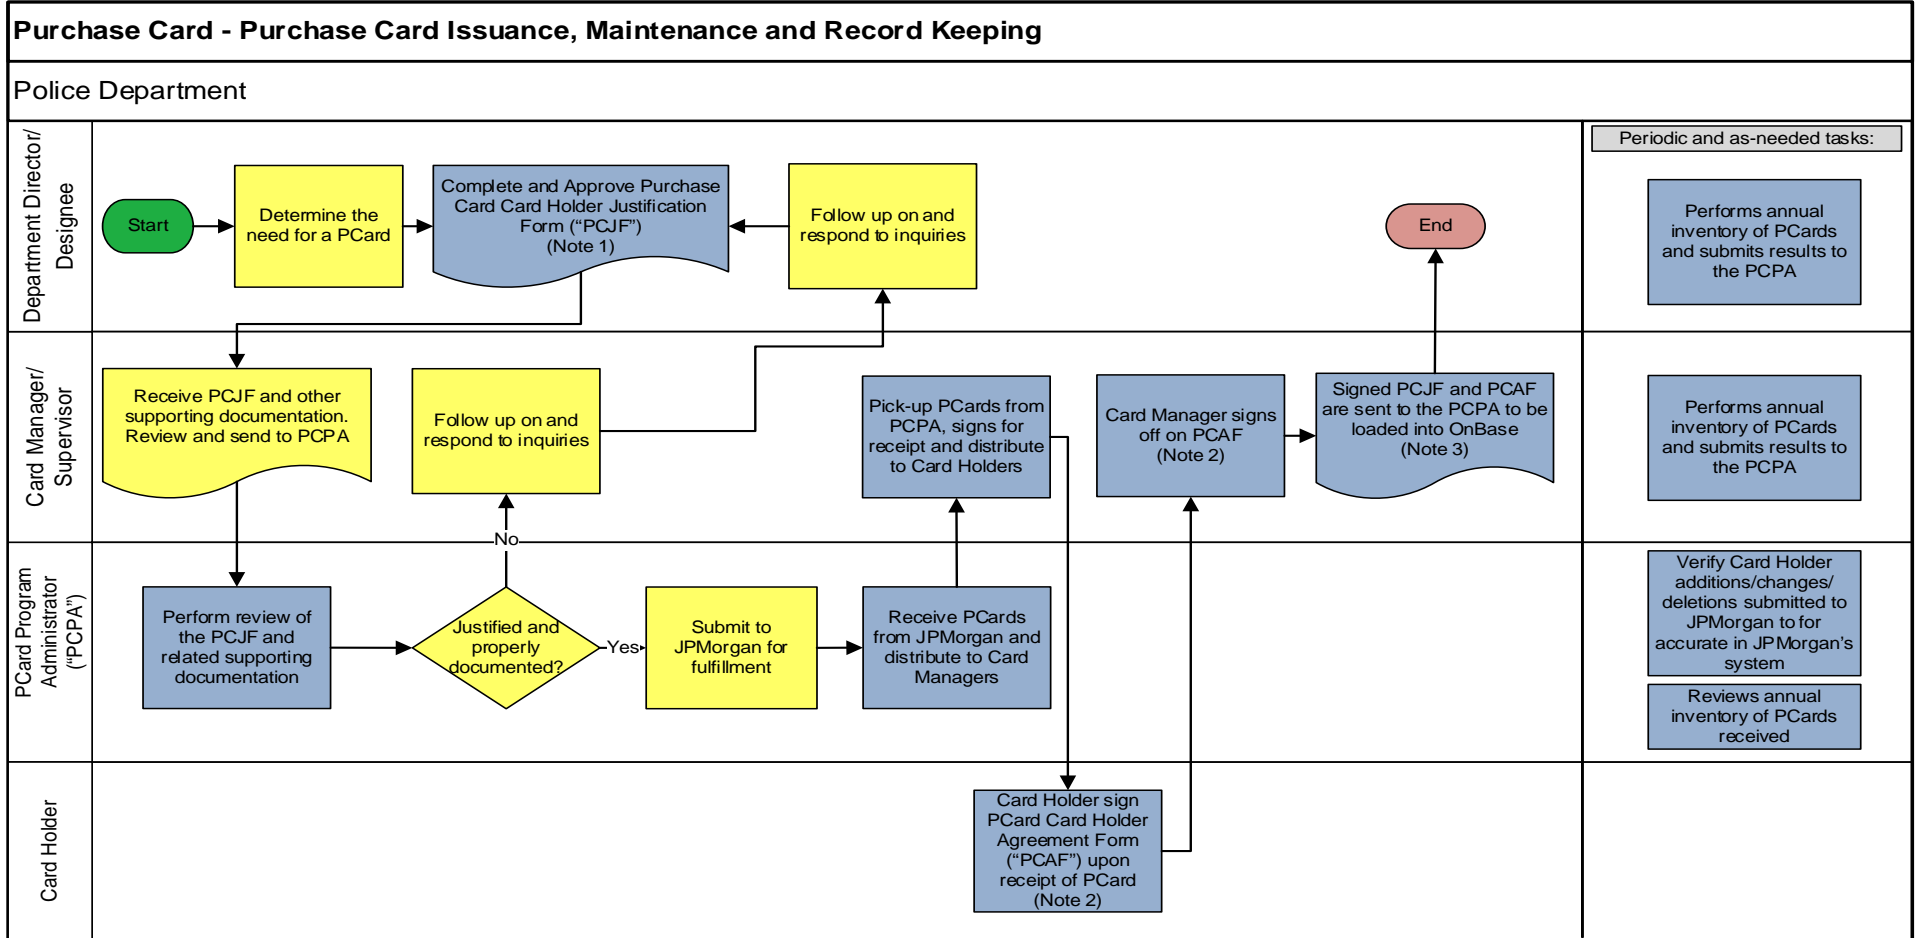 Purchase Card - Purchase Card Issuance, Maintenance and Record Keeping
Police Department
Department Director/
Designee
Start
Determine the
need for a PCard
Complete and Approve Purchase
Card Card Holder Justification
Form (“PCJF”)
(Note 1)
Follow up on and
respond to inquiries
End
Periodic and as-needed tasks:
Performs annual
inventory of PCards
and submits results to
the PCPA
Card Manager/
Supervisor
Receive PCJF and other
supporting documentation.
Review and send to PCPA
Follow up on and
respond to inquiries
Pick-up PCards from
PCPA, signs for
receipt and distribute
to Card Holders
Card Manager signs
off on PCAF
(Note 2)
Signed PCJF and PCAF
are sent to the PCPA to be
loaded into OnBase
(Note 3)
Performs annual
inventory of PCards
and submits results to
the PCPA
PCard Program
Administrator
(“PCPA”)
Perform review of
the PCJF and
related supporting
documentation
No
Justified and
properly
documented?
Yes
Submit to
JPMorgan for
fulfillment
Receive PCards
from JPMorgan and
distribute to Card
Managers
Verify Card Holder
additions/changes/
deletions submitted to
JPMorgan to for
accurate in JPMorgan’s
system
Reviews annual
inventory of PCards
received
Card Holder
Card Holder sign
PCard Card Holder
Agreement Form
(“PCAF”) upon
receipt of PCard
(Note 2)